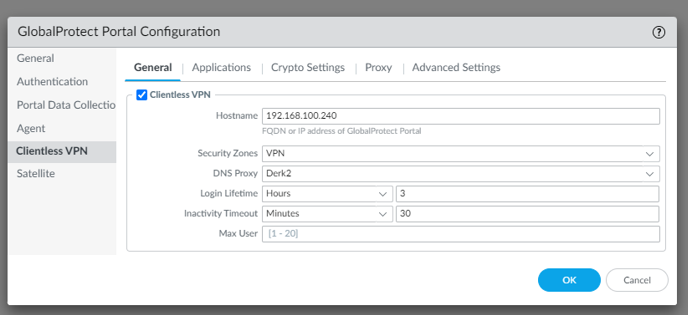 GlobalProtect Portal Configuration
General
Authentication
Portal Data Collectio
Agent
Clientless VPN
Satellite
General | Applications | Crypto Settings | Proxy | Advanced Settings
Clientless VPN
Hostname 192.168.100.240
FQDN or IP address of GlobalProtect Portal
Security Zones VPN
DNS Proxy Derk2
Login Lifetime Hours 3
Inactivity Timeout Minutes 30
Max User [1 - 20]
OK Cancel